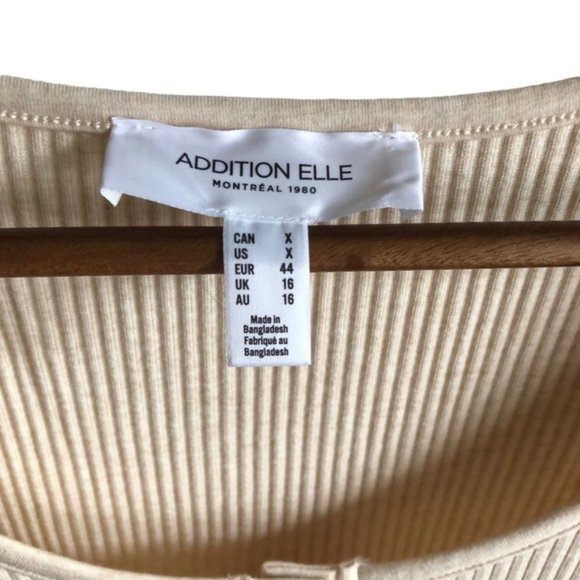 ADDITION ELLE
MONTRÉAL 1980
CAN X
US X
EUR 44
UK 16
AU 16
Made in
Bangladesh
Fabriqué au
Bangladesh